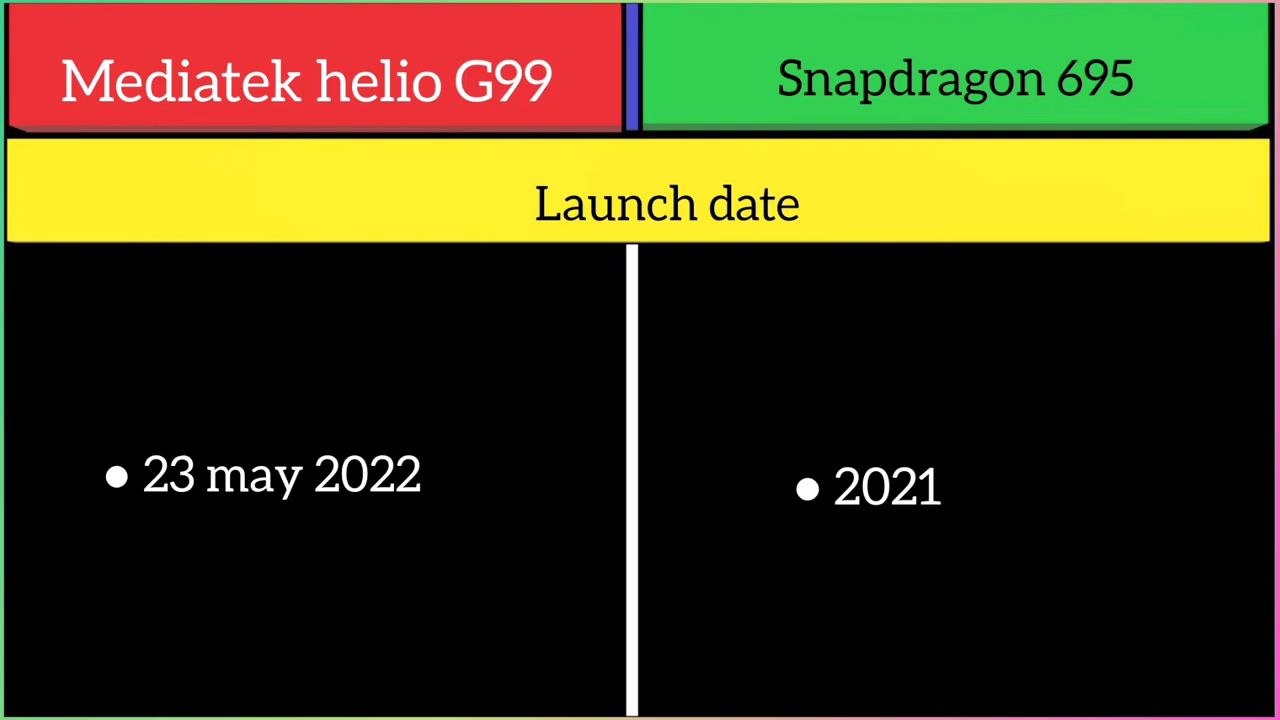 Mediatek helio G99
Snapdragon 695
Launch date
● 23 may 2022
● 2021